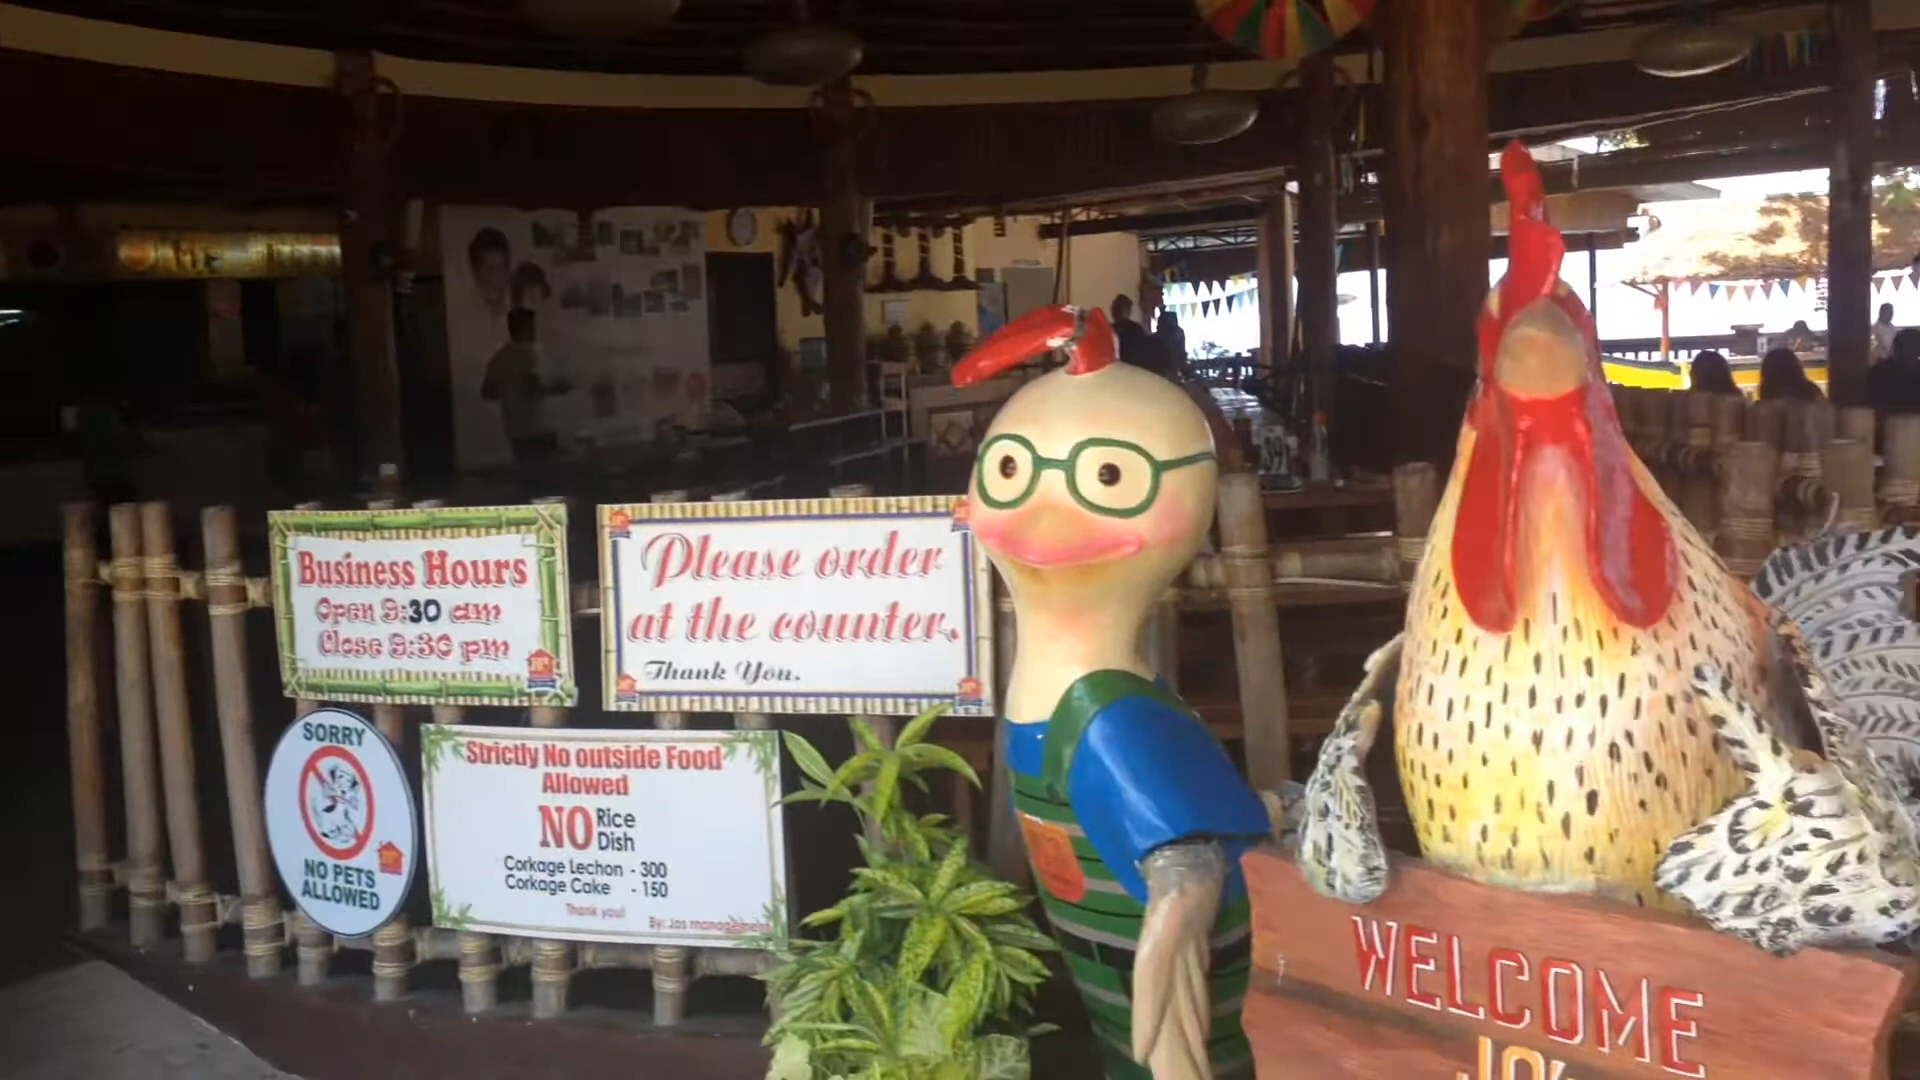 Business Hours
Open 9:30 am
Close 9:30 pm
Please order
at the counter.
Thank You.
SORRY
NO PETS
ALLOWED
Strictly No outside Food
Allowed
NO Rice
Dish
Corkage Lechon - 300
Corkage Cake - 150
Thank you!
By: Jos management
39
WELCOME